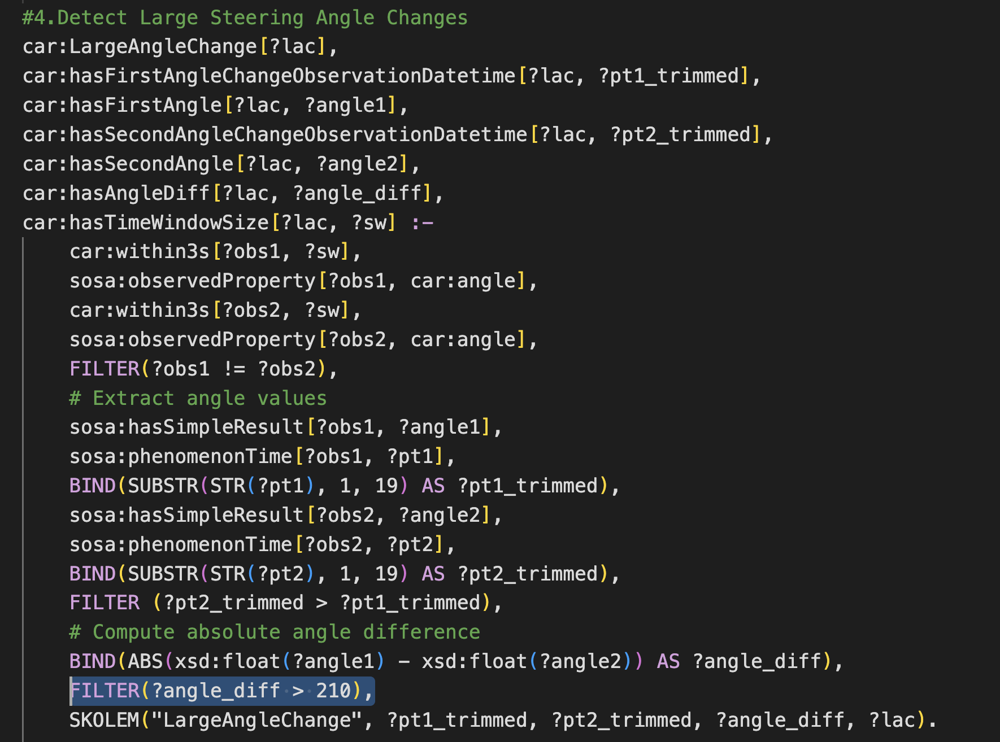 #4.Detect Large Steering Angle Changes
car:LargeAngleChange[?lac],
car:hasFirstAngleChangeObservationDatetime[?lac, ?pt1_trimmed],
car:hasFirstAngle[?lac, ?angle1],
car:hasSecondAngleChangeObservationDatetime[?lac, ?pt2_trimmed],
car:hasSecondAngle[?lac, ?angle2],
car:hasAngleDiff[?lac, ?angle_diff],
car:hasTimeWindowSize[?lac, ?sw] :-
    car:within3s[?obs1, ?sw],
    sosa:observedProperty[?obs1, car:angle],
    car:within3s[?obs2, ?sw],
    sosa:observedProperty[?obs2, car:angle],
    FILTER(?obs1 != ?obs2),
    # Extract angle values
    sosa:hasSimpleResult[?obs1, ?angle1],
    sosa:phenomenonTime[?obs1, ?pt1],
    BIND(SUBSTR(STR(?pt1), 1, 19) AS ?pt1_trimmed),
    sosa:hasSimpleResult[?obs2, ?angle2],
    sosa:phenomenonTime[?obs2, ?pt2],
    BIND(SUBSTR(STR(?pt2), 1, 19) AS ?pt2_trimmed),
    FILTER (?pt2_trimmed > ?pt1_trimmed),
    # Compute absolute angle difference
    BIND(ABS(xsd:float(?angle1) - xsd:float(?angle2)) AS ?angle_diff),
    FILTER(?angle_diff > 210),
    SKOLEM("LargeAngleChange", ?pt1_trimmed, ?pt2_trimmed, ?angle_diff, ?lac).